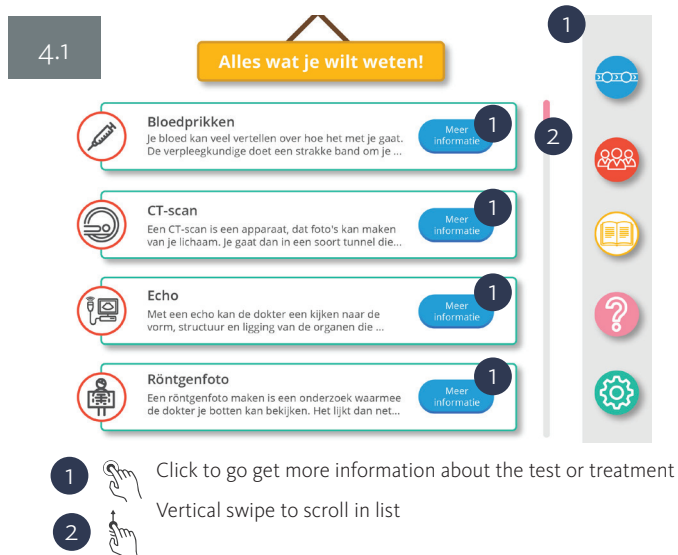 4.1
Alles wat je wilt weten!
1
Bloedprikken
Je bloed kan veel vertellen over hoe het met je gaat.
De verpleegkundige doet een strakke band om je ...
Meer
informatie
1
2
CT-scan
Een CT-scan is een apparaat, dat foto's kan maken
van je lichaam. Je gaat dan in een soort tunnel die...
Meer
informatie
1
Echo
Met een echo kan de dokter een kijken naar de
vorm, structuur en ligging van de organen die ...
Meer
informatie
1
Röntgenfoto
Een röntgenfoto maken is een onderzoek waarmee
de dokter je botten kan bekijken. Het lijkt dan net...
Meer
informatie
1
?
1 Click to go get more information about the test or treatment
2 Vertical swipe to scroll in list